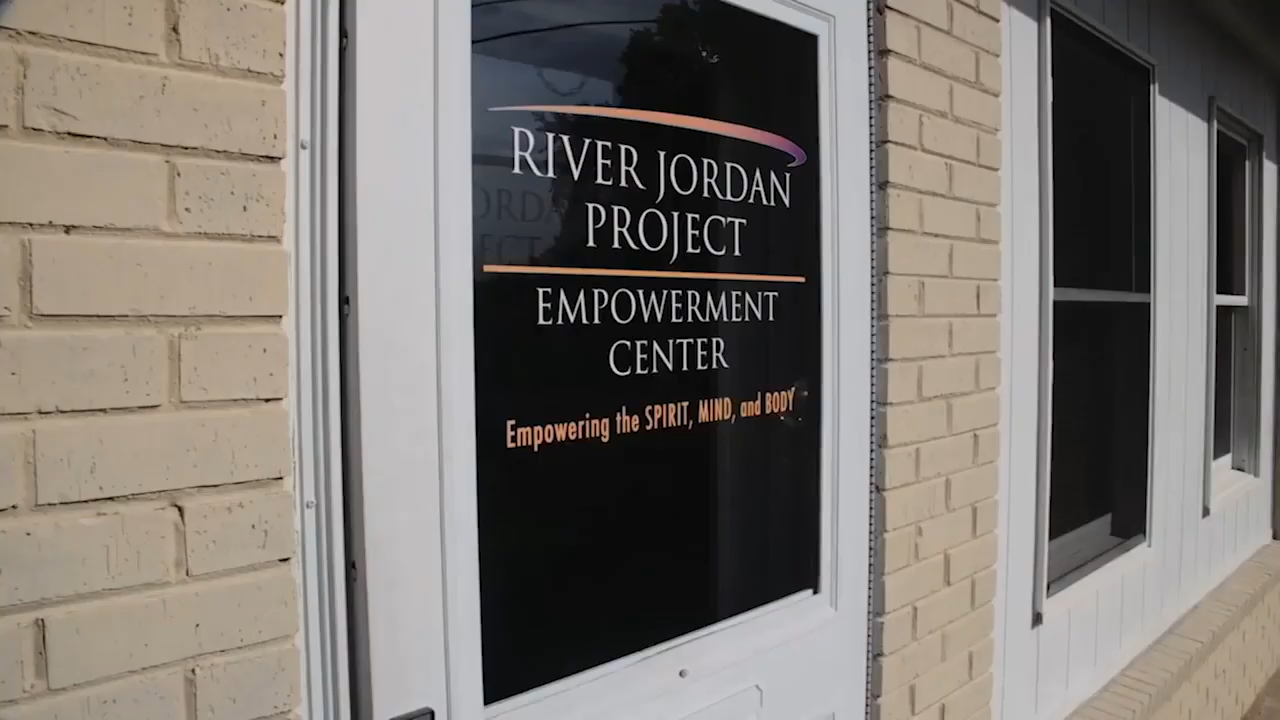 RIVER JORDAN
PROJECT
EMPOWERMENT
CENTER
Empowering the SPIRIT, MIND, and BODY